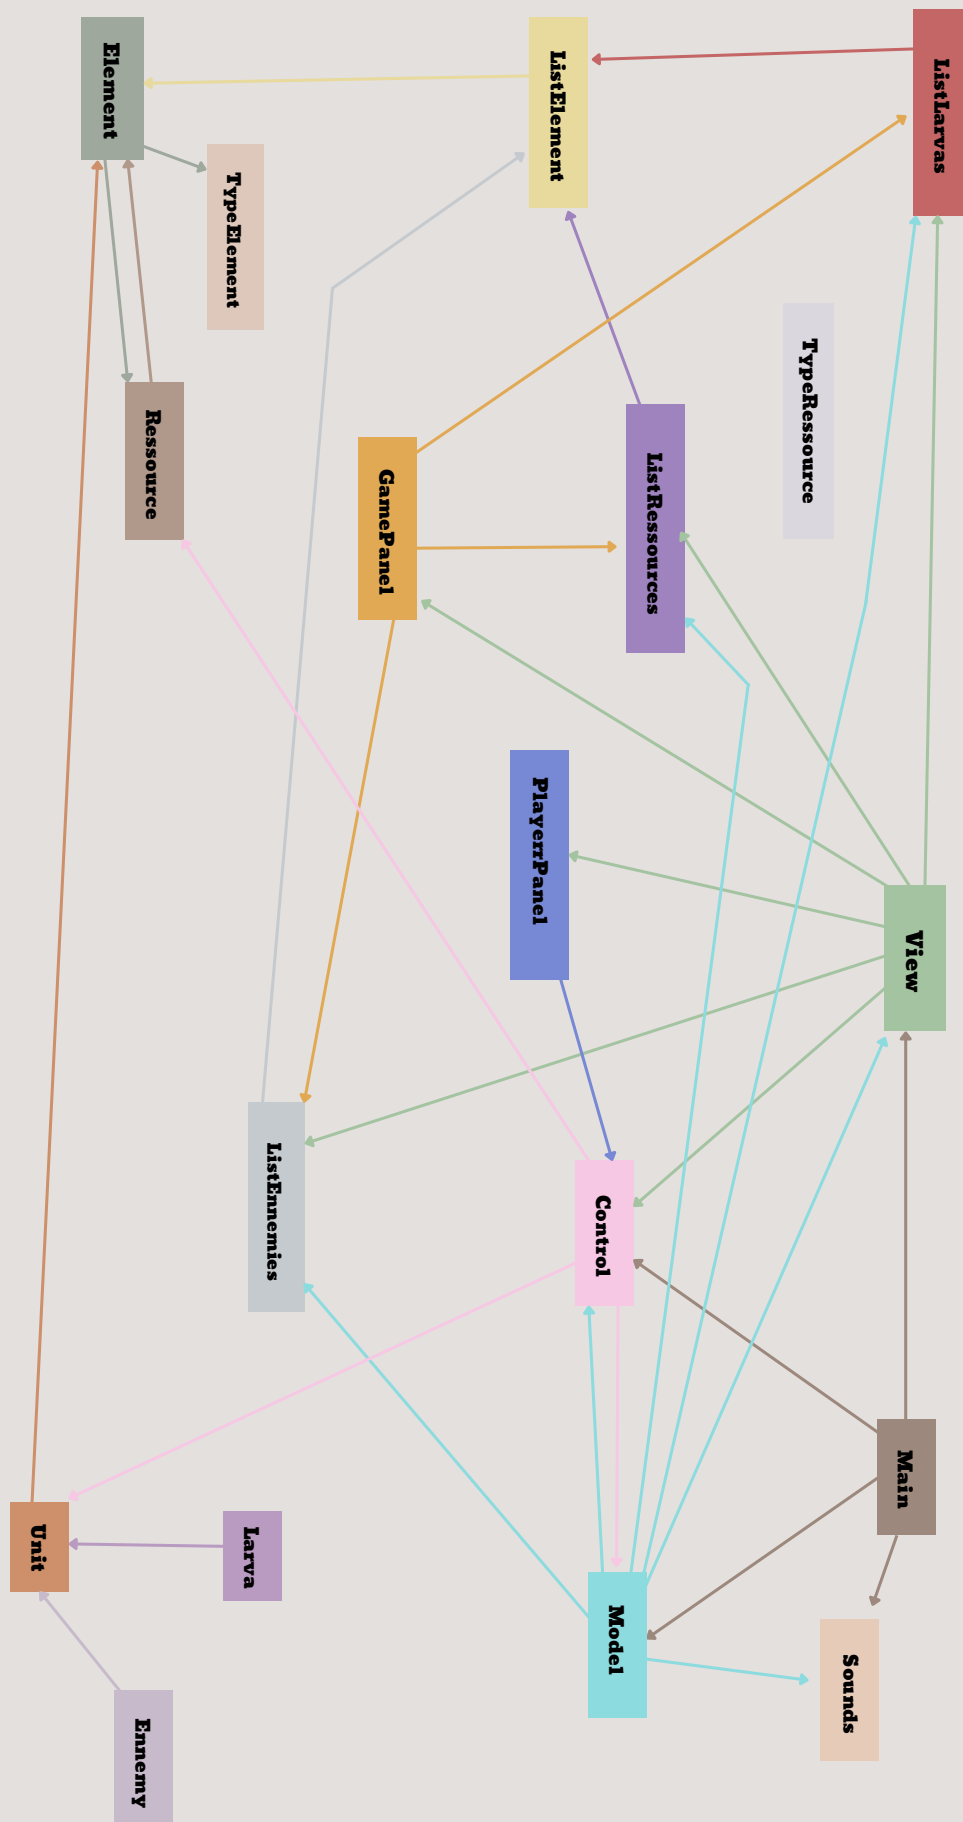 ListLarvas
View
Main
Sounds
TypeRessource
ListRessources
Control
Model
ListElement
PlayerrPanel
GamePanel
ListEnnemies
Larva
TypeElement
Ressource
Ennemy
Element
Unit